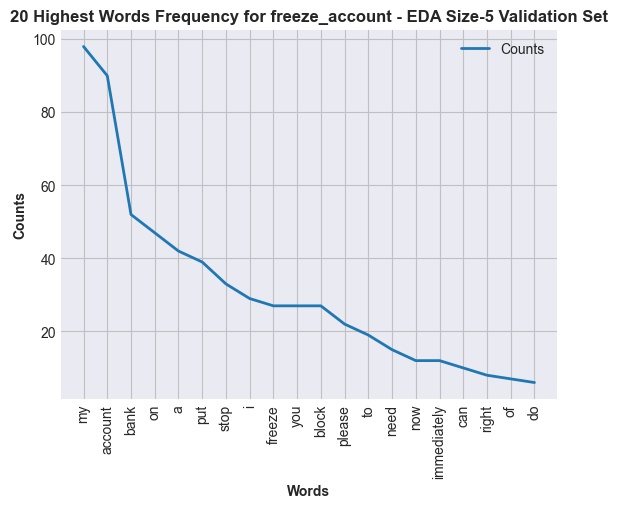 20 Highest Words Frequency for freeze_account - EDA Size-5 Validation Set
Counts
100
80
60
40
20
Counts
my
account
bank
on
a
put
stop
i
freeze
you
block
please
to
need
now
immediately
can
right
of
do
Words